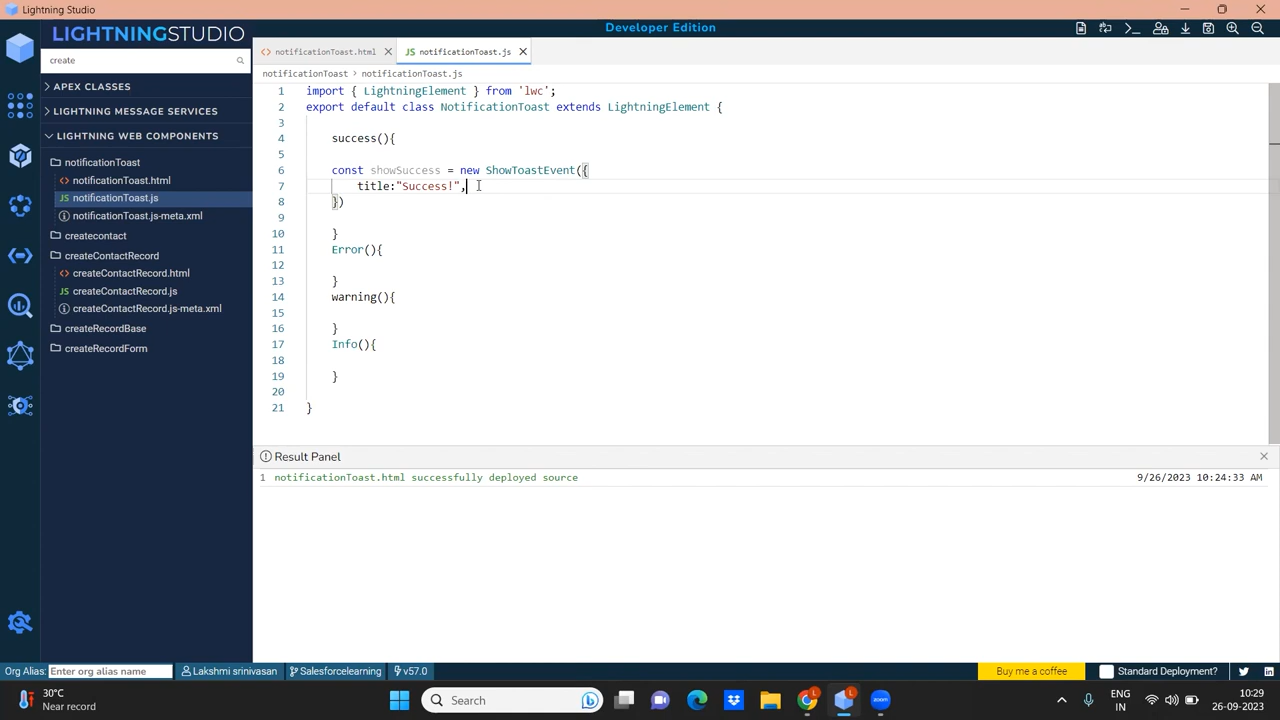 Lightning Studio
LIGHTNINGSTUDIO
Developer Edition
create
APEX CLASSES
LIGHTNING MESSAGE SERVICES
LIGHTNING WEB COMPONENTS
notificationToast
notificationToast.html
notificationToast.js
notificationToast.js-meta.xml
createcontact
createContactRecord
createContactRecord.html
createContactRecord.js
createContactRecord.js-meta.xml
createRecordBase
createRecordForm
notificationToast.html
JS notificationToast.js
notificationToast > notificationToast.js
1 import { LightningElement } from 'lwc';
2 export default class NotificationToast extends LightningElement {
3
4 success(){
5
6 const showSuccess = new ShowToastEvent({
7 title:"Success!",
8 })
9
10 }
11 Error(){
12
13 }
14 warning(){
15
16 }
17 Info(){
18
19 }
20
21 }
Result Panel
1 notificationToast.html successfully deployed source 9/26/2023 10:24:33 AM
Org Alias: Enter org alias name Lakshmi srinivasan Salesforcelearning v57.0 Buy me a coffee Standard Deployment?
30°C
Near record
Search
ENG
IN
10:29
26-09-2023